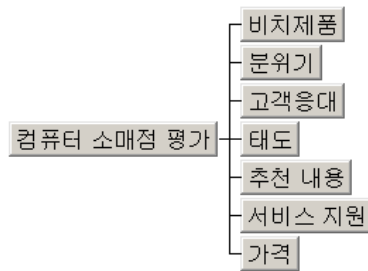 컴퓨터 소매점 평가
비치제품
분위기
고객응대
태도
추천 내용
서비스 지원
가격